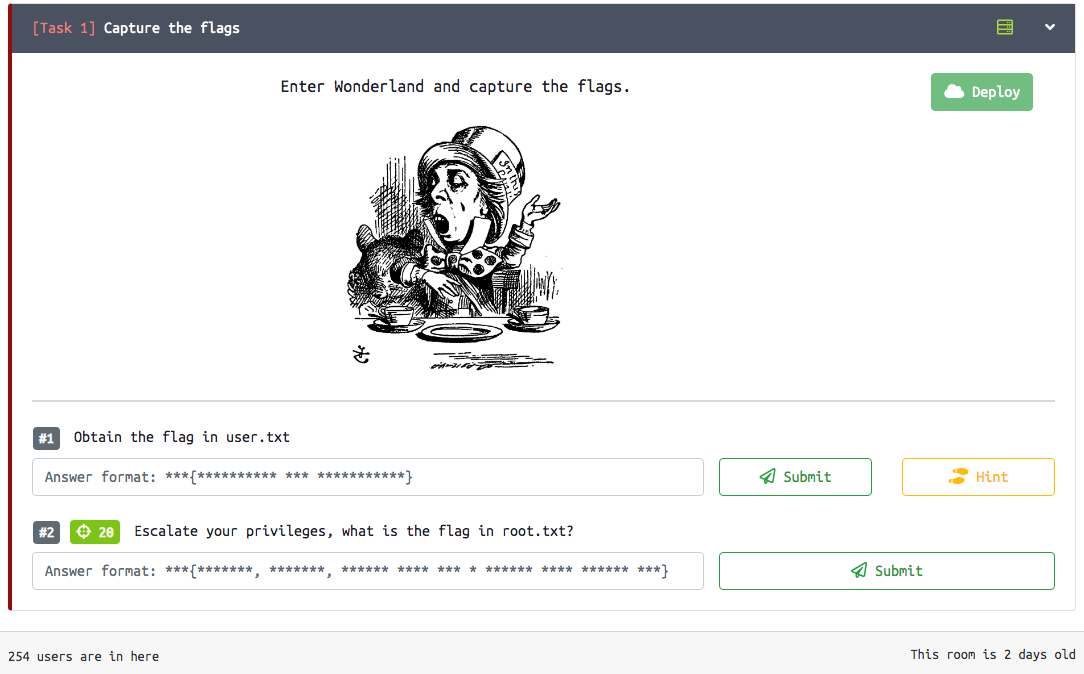 [Task 1] Capture the flags
Enter Wonderland and capture the flags.
Deploy
#1 Obtain the flag in user.txt
Answer format: ***{********** *** ***********}
Submit
Hint
#2 20 Escalate your privileges, what is the flag in root.txt?
Answer format: ***{*******, *******, ****** **** *** * ****** **** ****** ***}
Submit
254 users are in here
This room is 2 days old